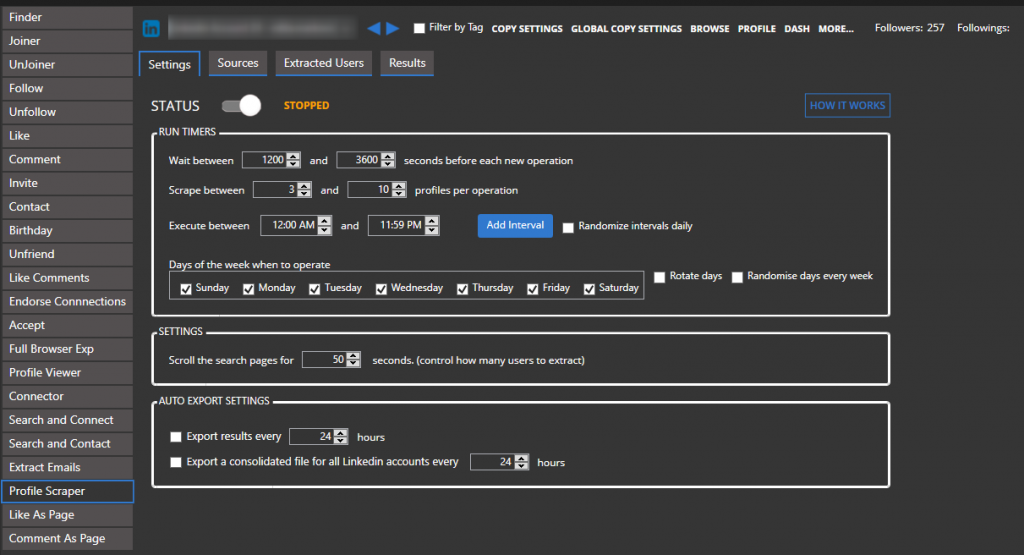 Finder
Joiner
UnJoiner
Follow
Unfollow
Like
Comment
Invite
Contact
Birthday
Unfriend
Like Comments
Endorse Connnections
Accept
Full Browser Exp
Profile Viewer
Connector
Search and Connect
Search and Contact
Extract Emails
Profile Scraper
Like As Page
Comment As Page
in Filter by Tag COPY SETTINGS GLOBAL COPY SETTINGS BROWSE PROFILE DASH MORE... Followers: 257 Followings:
Settings Sources Extracted Users Results
STATUS STOPPED HOW IT WORKS
RUN TIMERS
Wait between 1200 and 3600 seconds before each new operation
Scrape between 3 and 10 profiles per operation
Execute between 12:00 AM and 11:59 PM Add Interval Randomize intervals daily
Days of the week when to operate
Sunday Monday Tuesday Wednesday Thursday Friday Saturday Rotate days Randomise days every week
SETTINGS
Scroll the search pages for 50 seconds. (control how many users to extract)
AUTO EXPORT SETTINGS
Export results every 24 hours
Export a consolidated file for all Linkedin accounts every 24 hours